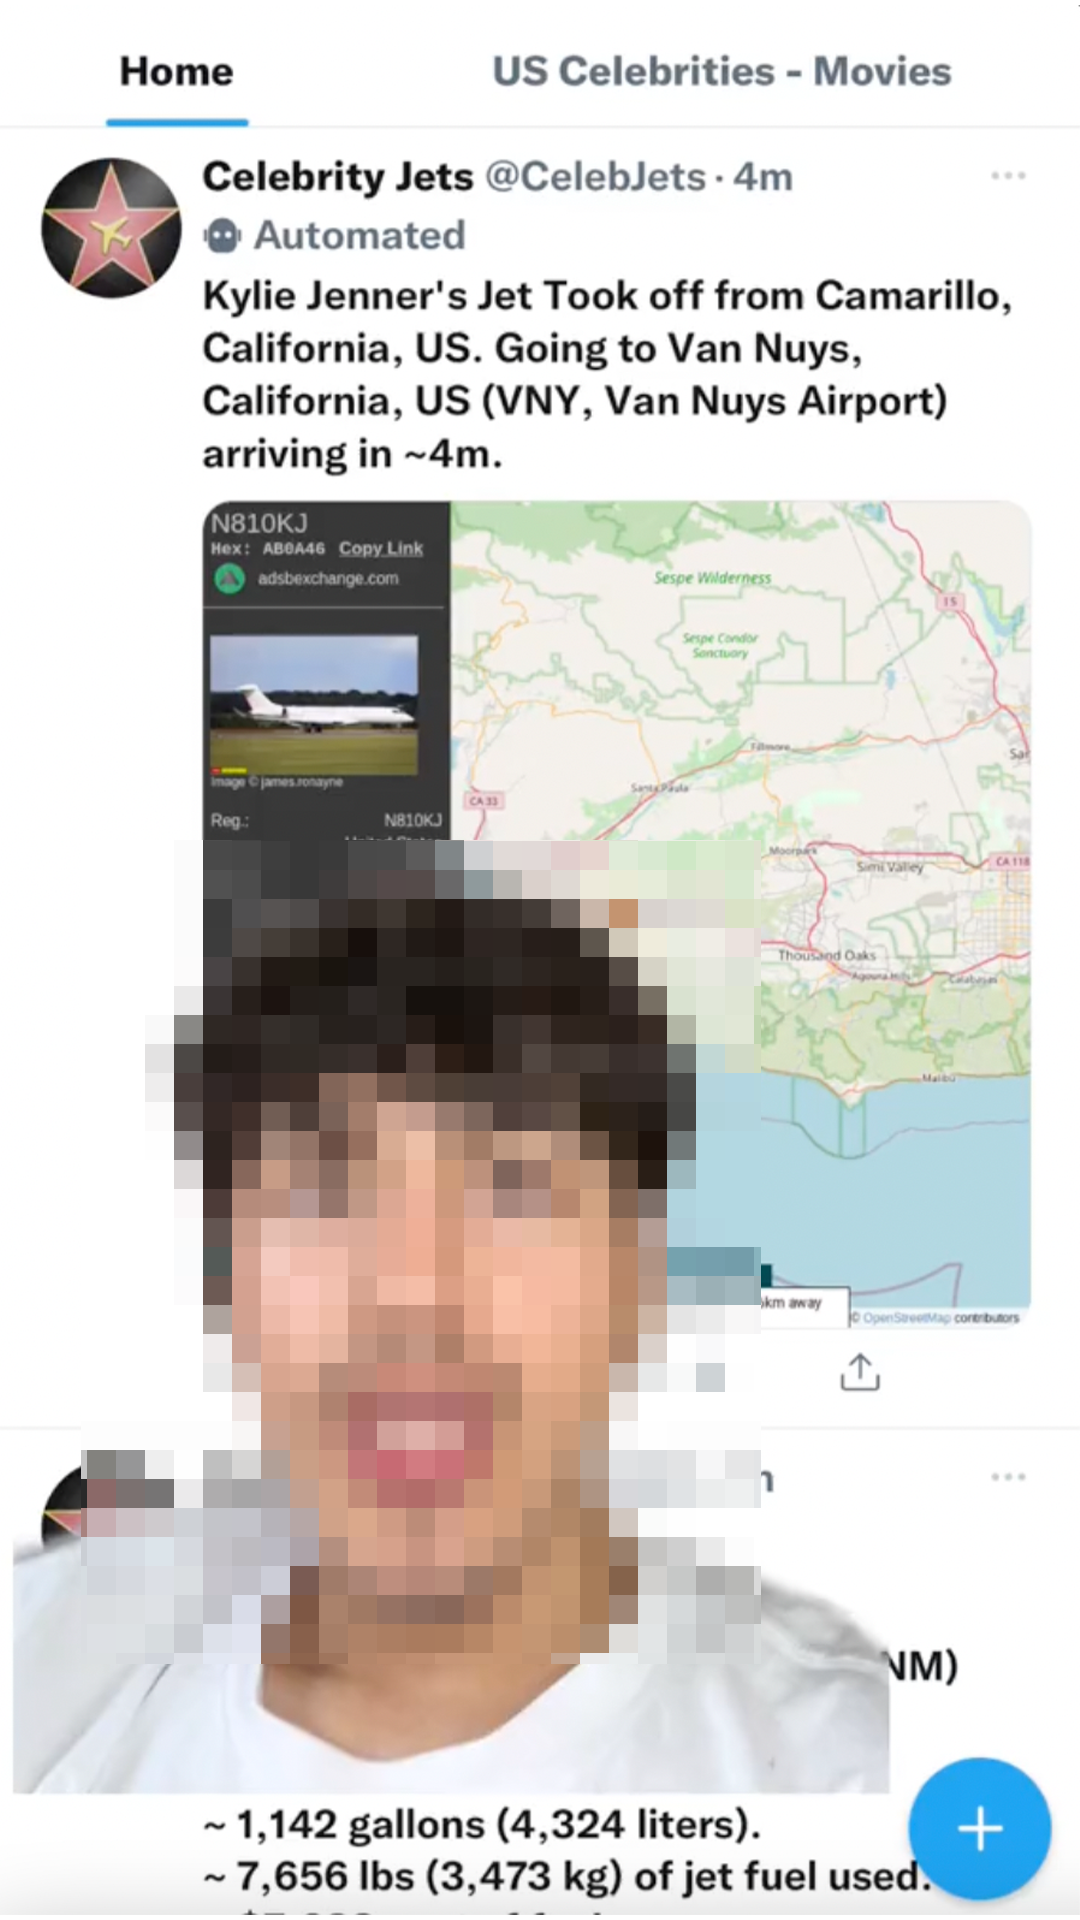 Home
US Celebrities - Movies
Celebrity Jets @CelebJets · 4m
Automated
Kylie Jenner's Jet Took off from Camarillo,
California, US. Going to Van Nuys,
California, US (VNY, Van Nuys Airport)
arriving in ~4m.
N810KJ
Hex: AB0A46 Copy Link
adsbexchange.com
Image © james.ronayne
Reg.: N810KJ
Sespe Wilderness
Sespe Condor
Sanctuary
I 5
Fillmore
Santa Paula
CA 33
Moorpark
Simi Valley
CA 118
Thousand Oaks
Agoura Hills
Calabasas
Malibu
km away
© OpenStreetMap contributors
NM)
~ 1,142 gallons (4,324 liters).
~ 7,656 lbs (3,473 kg) of jet fuel used.